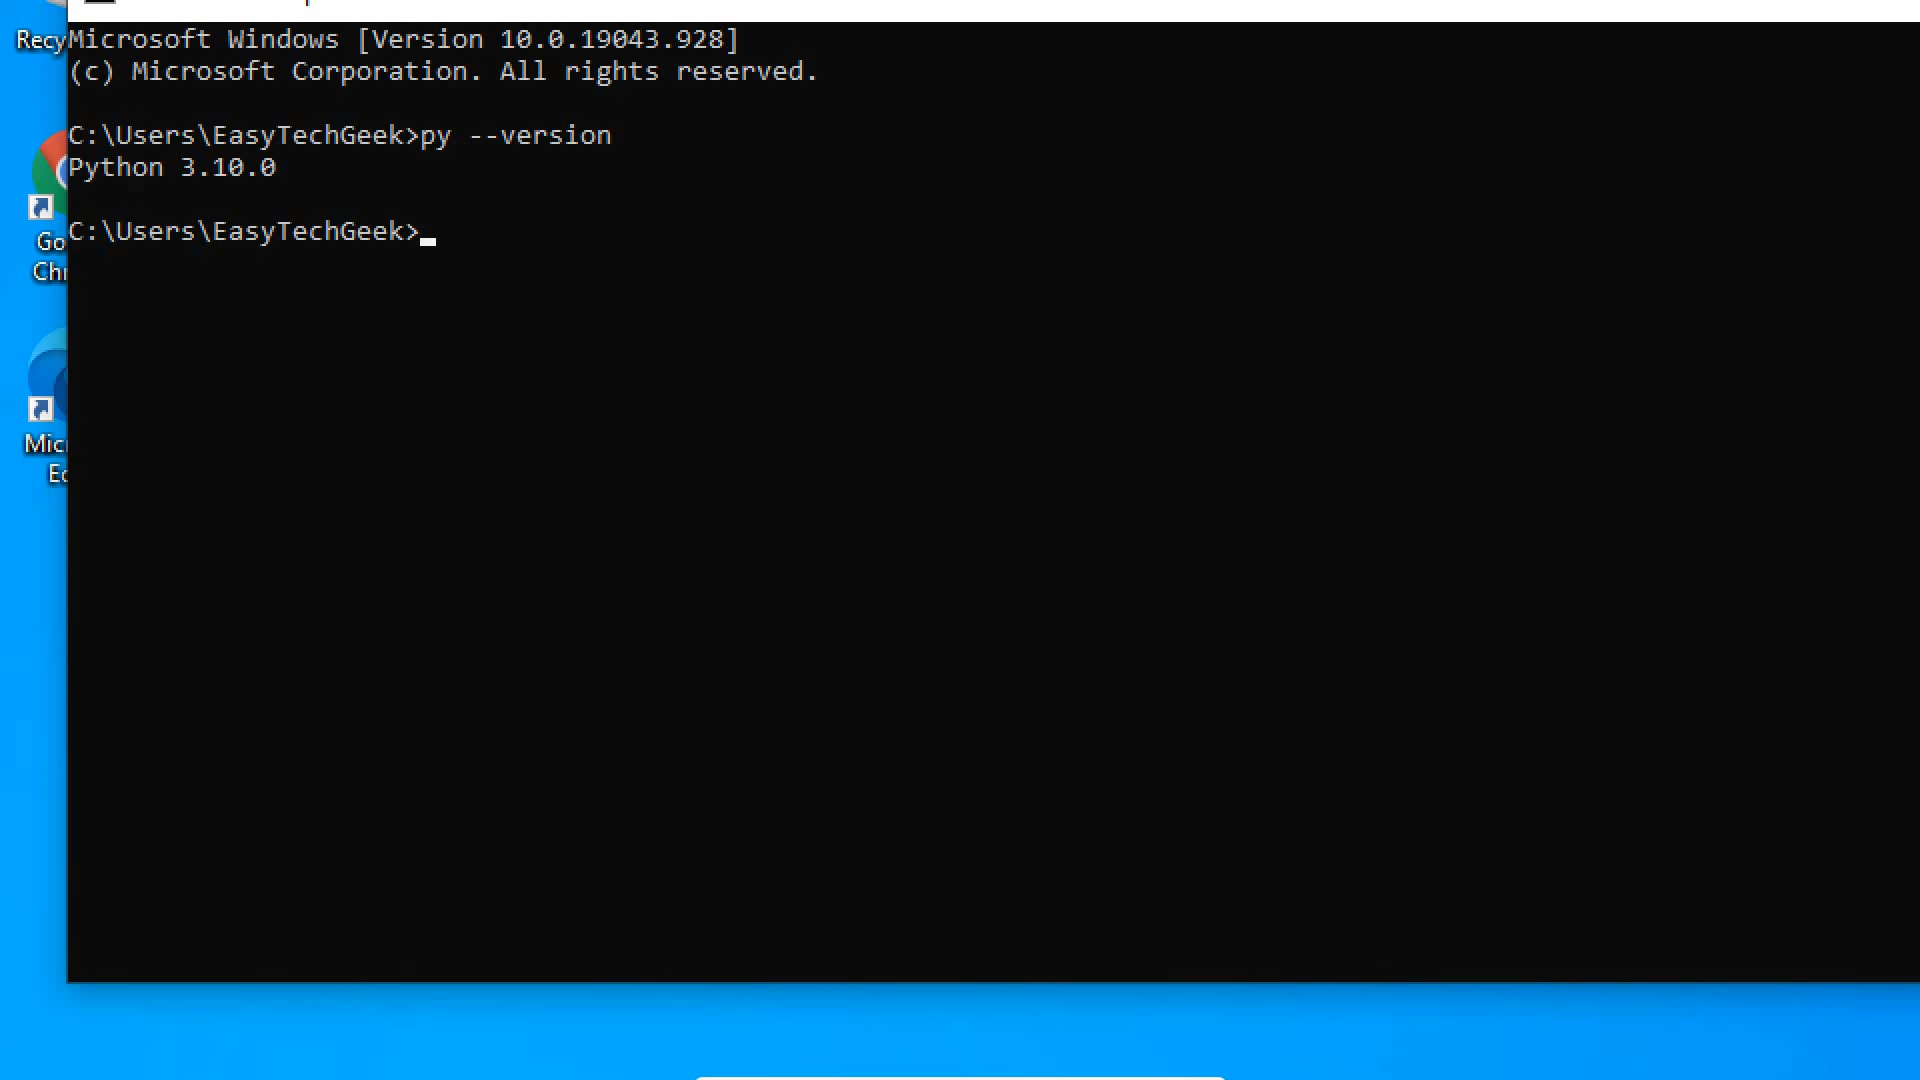 Recy
Microsoft Windows [Version 10.0.19043.928]
(c) Microsoft Corporation. All rights reserved.
C:\Users\EasyTechGeek>py --version
Python 3.10.0
C:\Users\EasyTechGeek>
Go
Chr
Micr
Ed